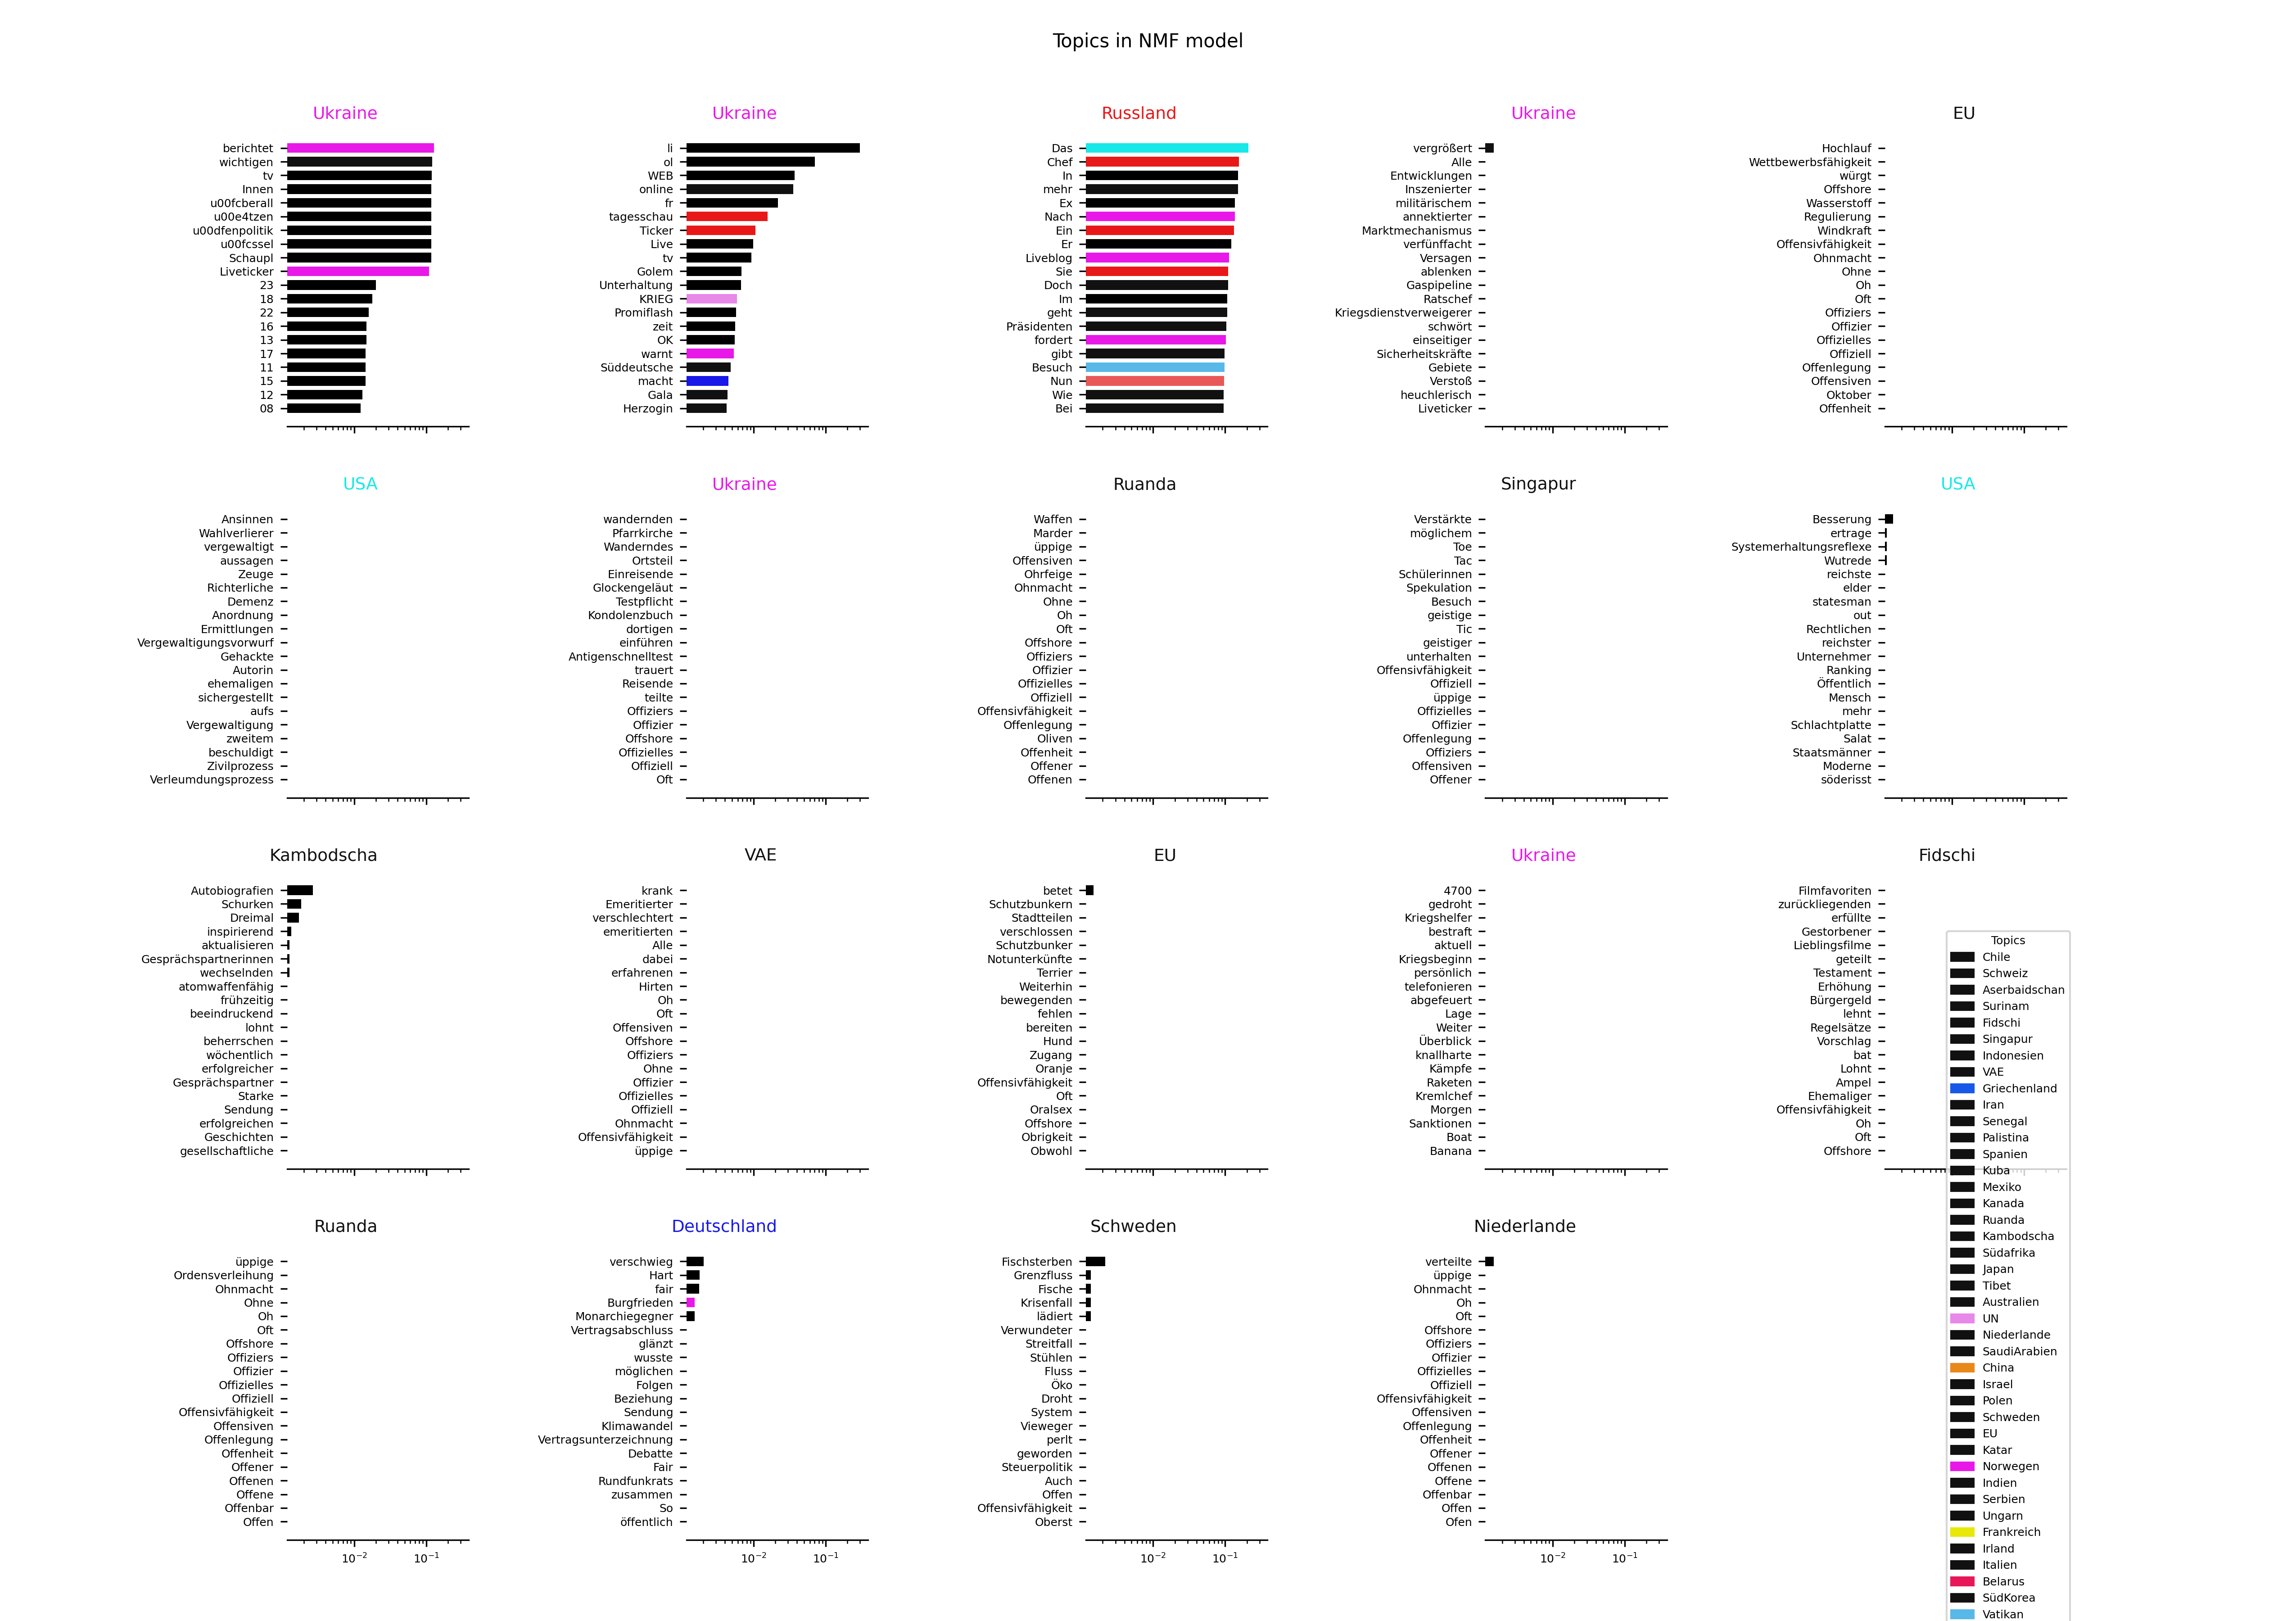 Topics in NMF model
Ukraine
berichtet
wichtigen
tv
Innen
u00fcberall
u00e4tzen
u00dfenpolitik
u00fcssel
Schaupl
Liveticker
23
18
22
16
13
17
11
15
12
08
Ukraine
li
ol
WEB
online
fr
tagesschau
Ticker
Live
tv
Golem
Unterhaltung
KRIEG
Promiflash
zeit
OK
warnt
Süddeutsche
macht
Gala
Herzogin
Russland
Das
Chef
In
mehr
Ex
Nach
Ein
Er
Liveblog
Sie
Doch
Im
geht
Präsidenten
fordert
gibt
Besuch
Nun
Wie
Bei
Ukraine
vergrößert
Alle
Entwicklungen
Inszenierter
militärischem
annektierter
Marktmechanismus
verfünffacht
Versagen
ablenken
Gaspipeline
Ratschef
Kriegsdienstverweigerer
schwört
einseitiger
Sicherheitskräfte
Gebiete
Verstoß
heuchlerisch
Liveticker
EU
Hochlauf
Wettbewerbsfähigkeit
würgt
Offshore
Wasserstoff
Regulierung
Windkraft
Offensivfähigkeit
Ohnmacht
Ohne
Oh
Oft
Offiziers
Offizier
Offizielles
Offiziell
Offenlegung
Offensiven
Oktober
Offenheit
USA
Ansinnen
Wahlverlierer
vergewaltigt
aussagen
Zeuge
Richterliche
Demenz
Anordnung
Ermittlungen
Vergewaltigungsvorwurf
Gehackte
Autorin
ehemaligen
sichergestellt
aufs
Vergewaltigung
zweitem
beschuldigt
Zivilprozess
Verleumdungsprozess
Ukraine
wandernden
Pfarrkirche
Wanderndes
Ortsteil
Einreisende
Glockengeläut
Testpflicht
Kondolenzbuch
dortigen
einführen
Antigenschnelltest
trauert
Reisende
teilte
Offiziers
Offizier
Offshore
Offizielles
Offiziell
Oft
Ruanda
Waffen
Marder
üppige
Offensiven
Ohrfeige
Ohnmacht
Ohne
Oh
Oft
Offshore
Offiziers
Offizier
Offizielles
Offiziell
Offensivfähigkeit
Offenlegung
Oliven
Offenheit
Offener
Offenen
Singapur
Verstärkte
möglichem
Toe
Tac
Schülerinnen
Spekulation
Besuch
geistige
Tic
geistiger
unterhalten
Offensivfähigkeit
Offiziell
üppige
Offizielles
Offizier
Offenlegung
Offiziers
Offensiven
Offener
USA
Besserung
ertrage
Systemerhaltungsreflexe
Wutrede
reichste
elder
statesman
out
Rechtlichen
reichster
Unternehmer
Ranking
Öffentlich
Mensch
mehr
Schlachtplatte
Salat
Staatsmänner
Moderne
söderisst
Kambodscha
Autobiografien
Schurken
Dreimal
inspirierend
aktualisieren
Gesprächspartnerinnen
wechselnden
atomwaffenfähig
frühzeitig
beeindruckend
lohnt
beherrschen
wöchentlich
erfolgreicher
Gesprächspartner
Starke
Sendung
erfolgreichen
Geschichten
gesellschaftliche
VAE
krank
Emeritierter
verschlechtert
emeritierten
Alle
dabei
erfahrenen
Hirten
Oh
Oft
Offensiven
Offshore
Offiziers
Ohne
Offizier
Offizielles
Offiziell
Ohnmacht
Offensivfähigkeit
üppige
EU
betet
Schutzbunkern
Stadtteilen
verschlossen
Schutzbunker
Notunterkünfte
Terrier
Weiterhin
bewegenden
fehlen
bereiten
Hund
Zugang
Oranje
Offensivfähigkeit
Oft
Oralsex
Offshore
Obrigkeit
Obwohl
Ukraine
4700
gedroht
Kriegshelfer
bestraft
aktuell
Kriegsbeginn
persönlich
telefonieren
abgefeuert
Lage
Weiter
Überblick
knallharte
Kämpfe
Raketen
Kremlchef
Morgen
Sanktionen
Boat
Banana
Fidschi
Filmfavoriten
zurückliegenden
erfüllte
Gestorbener
Lieblingsfilme
geteilt
Testament
Erhöhung
Bürgergeld
lehnt
Regelsätze
Vorschlag
bat
Lohnt
Ampel
Ehemaliger
Offensivfähigkeit
Oh
Oft
Offshore
Ruanda
üppige
Ordensverleihung
Ohnmacht
Ohne
Oh
Oft
Offshore
Offiziers
Offizier
Offizielles
Offiziell
Offensivfähigkeit
Offensiven
Offenlegung
Offenheit
Offener
Offenen
Offene
Offenbar
Offen
10⁻² 10⁻¹
Deutschland
verschwieg
Hart
fair
Burgfrieden
Monarchiegegner
Vertragsabschluss
glänzt
wusste
möglichen
Folgen
Beziehung
Sendung
Klimawandel
Vertragsunterzeichnung
Debatte
Fair
Rundfunkrats
zusammen
So
öffentlich
10⁻² 10⁻¹
Schweden
Fischsterben
Grenzfluss
Fische
Krisenfall
lädiert
Verwundeter
Streitfall
Stühlen
Fluss
Öko
Droht
System
Vieweger
perlt
geworden
Steuerpolitik
Auch
Offen
Offensivfähigkeit
Oberst
10⁻² 10⁻¹
Niederlande
verteilte
üppige
Ohnmacht
Oh
Oft
Offshore
Offiziers
Offizier
Offizielles
Offiziell
Offensivfähigkeit
Offensiven
Offenlegung
Offenheit
Offener
Offenen
Offene
Offenbar
Offen
Ofen
10⁻² 10⁻¹
Topics
Chile
Schweiz
Aserbaidschan
Surinam
Fidschi
Singapur
Indonesien
VAE
Griechenland
Iran
Senegal
Palistina
Spanien
Kuba
Mexiko
Kanada
Ruanda
Kambodscha
Südafrika
Japan
Tibet
Australien
UN
Niederlande
SaudiArabien
China
Israel
Polen
Schweden
EU
Katar
Norwegen
Indien
Serbien
Ungarn
Frankreich
Irland
Italien
Belarus
SüdKorea
Vatikan